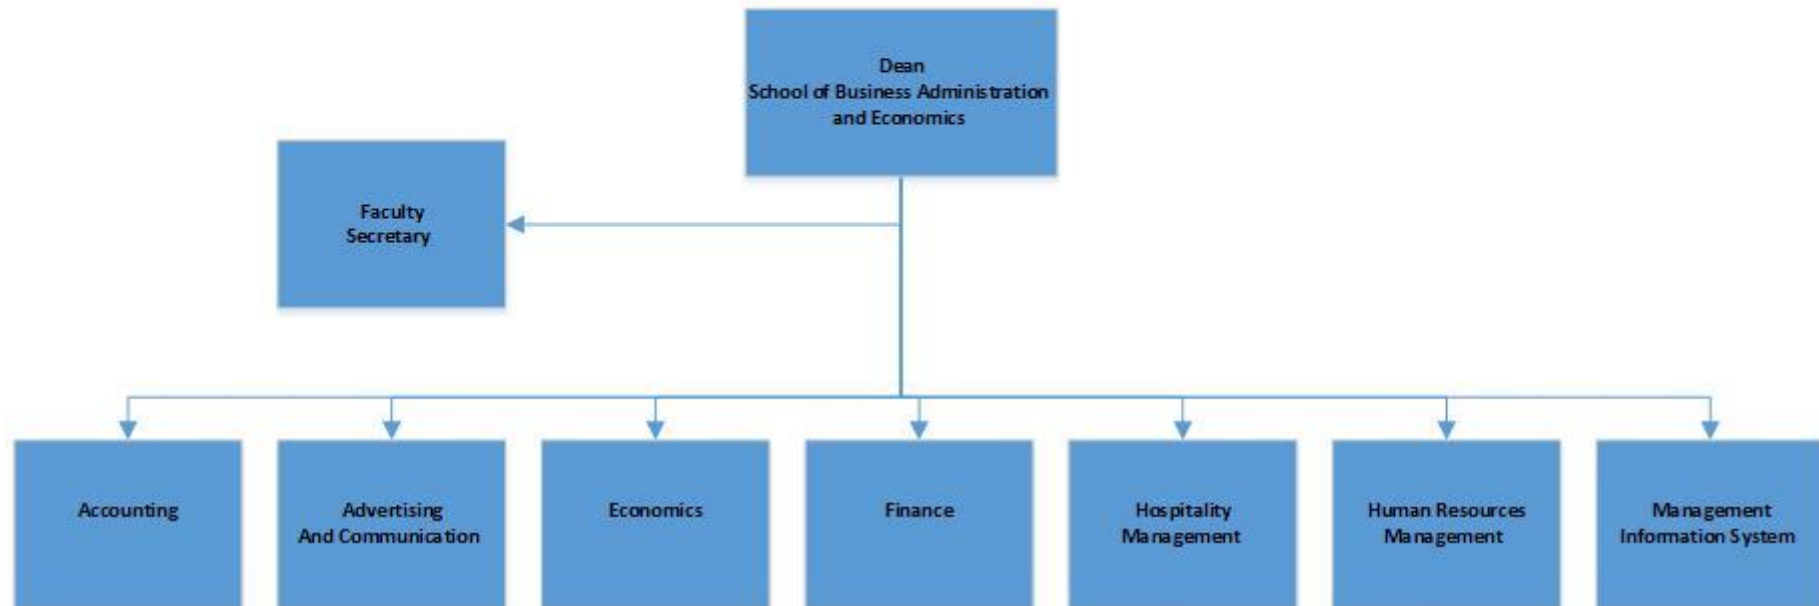 Dean
School of Business Administration
and Economics
Faculty
Secretary
Accounting
Advertising
And Communication
Economics
Finance
Hospitality
Management
Human Resources
Management
Management
Information System